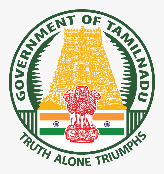 GOVERNMENT OF TAMILNADU
TRUTH ALONE TRIUMPHS